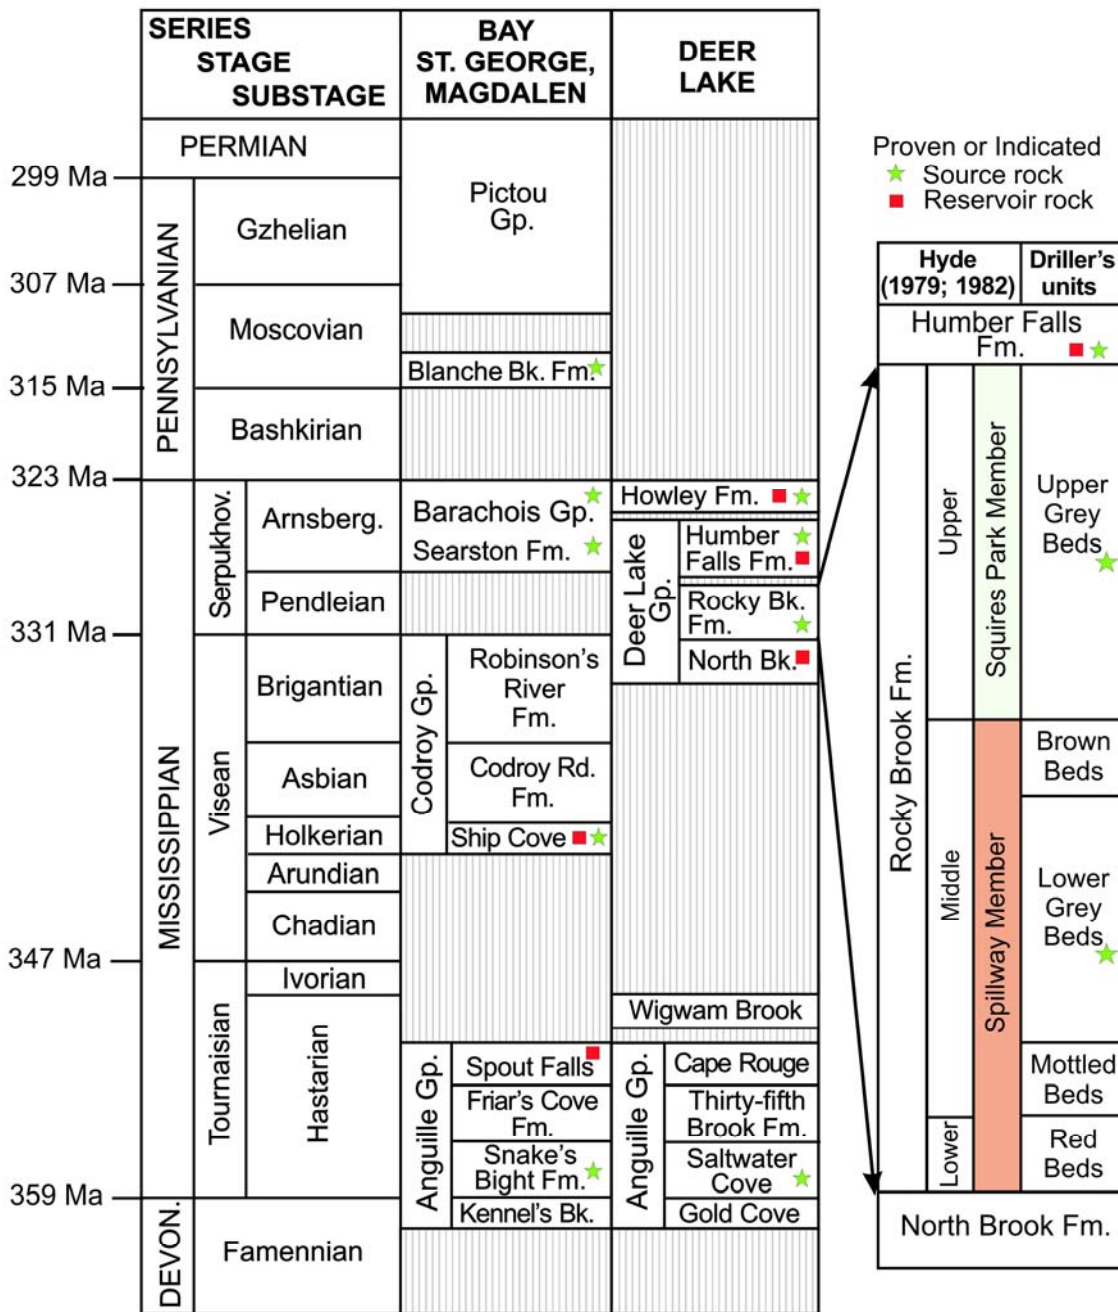 SERIES
STAGE
SUBSTAGE
BAY
ST. GEORGE,
MAGDALEN
DEER
LAKE
PERMIAN
299 Ma
PENNSYLVANIAN
Gzhelian
307 Ma
Moscovian
315 Ma
Bashkirian
323 Ma
MISSISSIPPIAN
Serpukhov.
Arnsberg.
Pendleian
331 Ma
Visean
Brigantian
Asbian
Holkerian
Arundian
Chadian
347 Ma
Tournaisian
Ivorian
Hastarian
359 Ma
DEVON.
Famennian
Pictou
Gp.
Blanche Bk. Fm.
Barachois Gp.
Searston Fm.
Codroy Gp.
Robinson's
River
Fm.
Codroy Rd.
Fm.
Ship Cove
Anguille Gp.
Spout Falls
Friar's Cove
Fm.
Snake's
Bight Fm.
Kennel's Bk.
Howley Fm.
Deer Lake
Gp.
Humber
Falls Fm.
Rocky Bk.
Fm.
North Bk.
Wigwam Brook
Anguille Gp.
Cape Rouge
Thirty-fifth
Brook Fm.
Saltwater
Cove
Gold Cove
Proven or Indicated
Source rock
Reservoir rock
Hyde
(1979; 1982)
Driller's
units
Humber Falls
Fm.
Rocky Brook Fm.
Upper
Middle
Lower
Squires Park Member
Spillway Member
Upper
Grey
Beds
Brown
Beds
Lower
Grey
Beds
Mottled
Beds
Red
Beds
North Brook Fm.